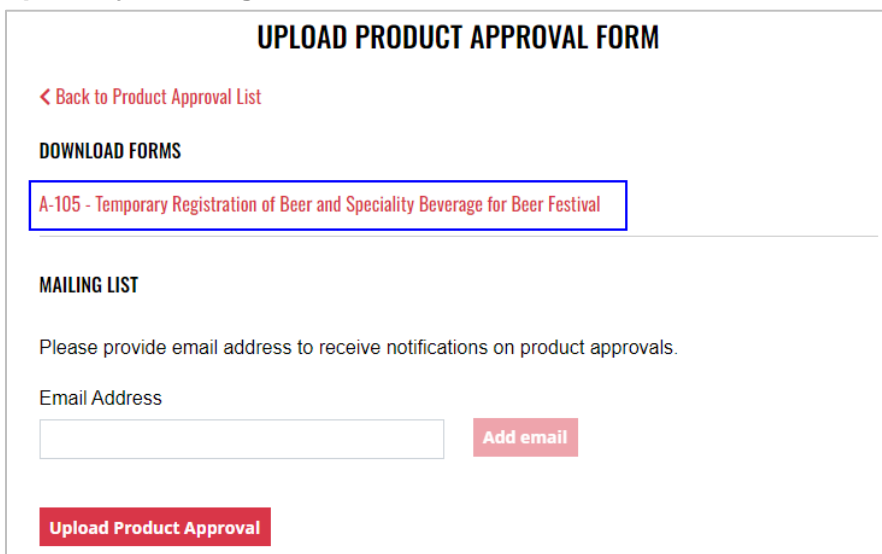 UPLOAD PRODUCT APPROVAL FORM
Back to Product Approval List
DOWNLOAD FORMS
A-105 - Temporary Registration of Beer and Speciality Beverage for Beer Festival
MAILING LIST
Please provide email address to receive notifications on product approvals.
Email Address
Add email
Upload Product Approval